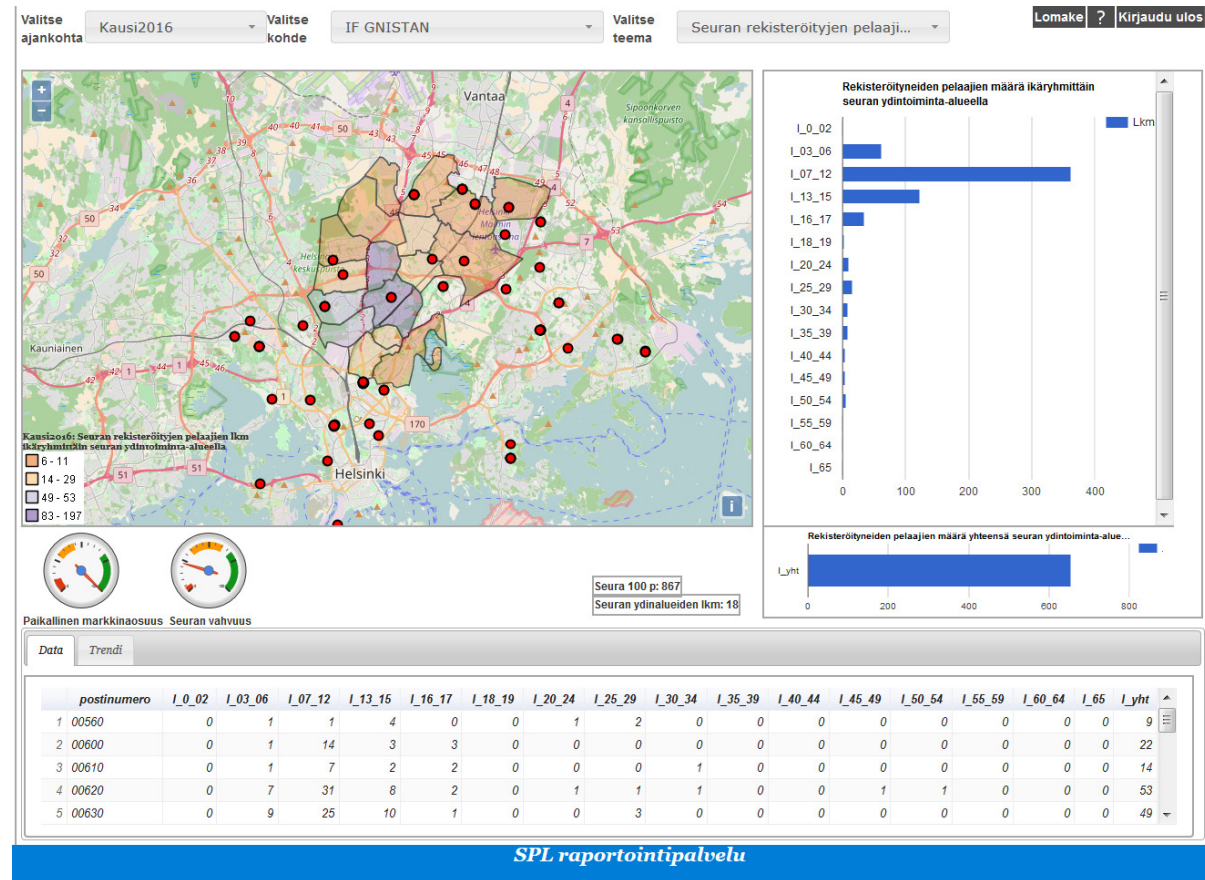 Valitse ajankohta
Kausi2016
Valitse kohde
IF GNISTAN
Valitse teema
Seuran rekisteröityjen pelaaji...
Lomake ? Kirjaudu ulos
+
−
Vantaa
Sipoonkorven
kansallispuisto
Helsinki
Malmin
Kauniainen
Helsinki
170
Kausi2016: Seuran rekisteröityjen pelaajien lkm
ikäryhmittäin seuran ydintoiminta-alueella
6 - 11
14 - 29
49 - 53
83 - 197
i
Rekisteröityneiden pelaajien määrä ikäryhmittäin
seuran ydintoiminta-alueella
Lkm
I_0_02
I_03_06
I_07_12
I_13_15
I_16_17
I_18_19
I_20_24
I_25_29
I_30_34
I_35_39
I_40_44
I_45_49
I_50_54
I_55_59
I_60_64
I_65
0 100 200 300 400
Paikallinen markkinaosuus Seuran vahvuus
Seura 100 p: 867
Seuran ydinalueiden lkm: 18
Rekisteröityneiden pelaajien määrä yhteensä seuran ydintoiminta-alue...
.
I_yht
0 200 400 600 800
Data Trendi
postinumero I_0_02 I_03_06 I_07_12 I_13_15 I_16_17 I_18_19 I_20_24 I_25_29 I_30_34 I_35_39 I_40_44 I_45_49 I_50_54 I_55_59 I_60_64 I_65 I_yht
1 00560 0 1 1 4 0 0 1 2 0 0 0 0 0 0 0 0 9
2 00600 0 1 14 3 3 0 0 0 0 0 0 0 0 0 0 0 22
3 00610 0 1 7 2 2 0 0 0 1 0 0 0 0 0 0 0 14
4 00620 0 7 31 8 2 0 1 1 1 0 0 1 1 0 0 0 53
5 00630 0 9 25 10 1 0 0 3 0 0 0 0 0 0 0 0 49
SPL raportointipalvelu